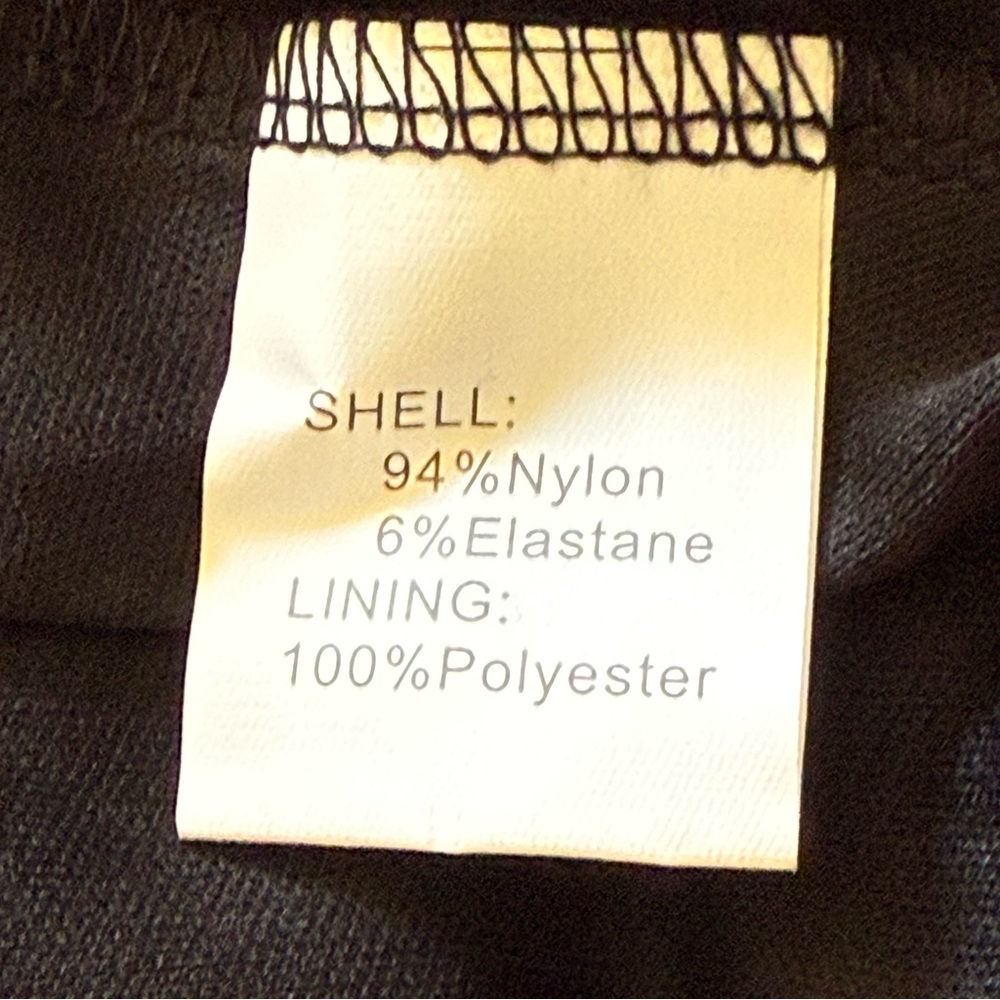 SHELL:
94%Nylon
6%Elastane
LINING:
100%Polyester